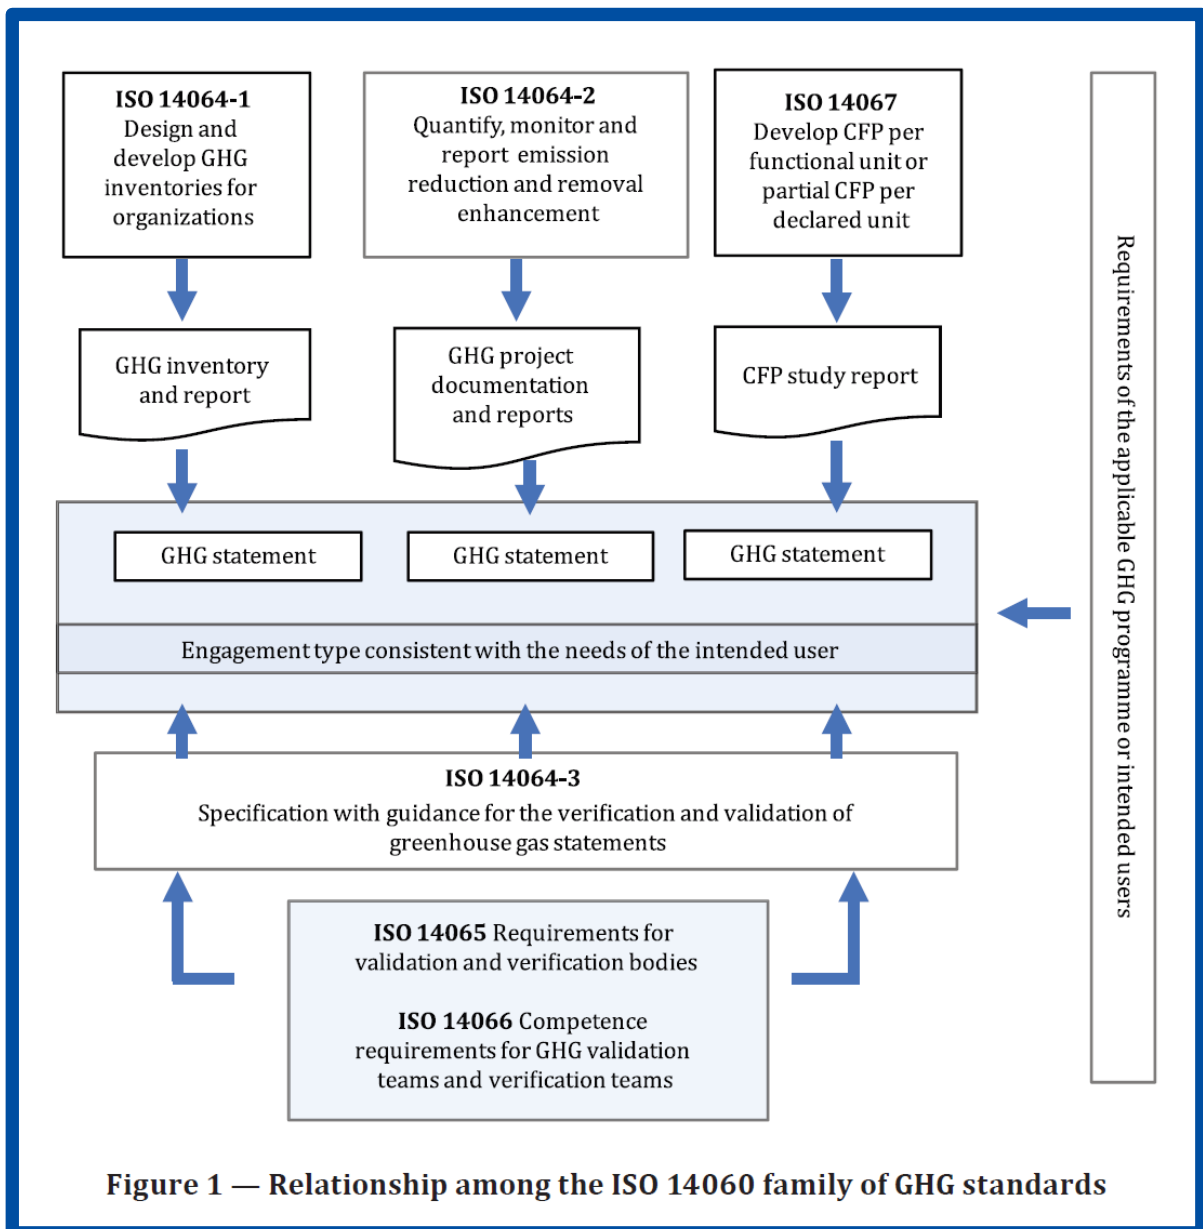 ISO 14064-1
Design and
develop GHG
inventories for
organizations
ISO 14064-2
Quantify, monitor and
report emission
reduction and removal
enhancement
ISO 14067
Develop CFP per
functional unit or
partial CFP per
declared unit
GHG inventory
and report
GHG project
documentation
and reports
CFP study report
GHG statement
GHG statement
GHG statement
Engagement type consistent with the needs of the intended user
ISO 14064-3
Specification with guidance for the verification and validation of
greenhouse gas statements
ISO 14065 Requirements for
validation and verification bodies
ISO 14066 Competence
requirements for GHG validation
teams and verification teams
Requirements of the applicable GHG programme or intended users
Figure 1 — Relationship among the ISO 14060 family of GHG standards